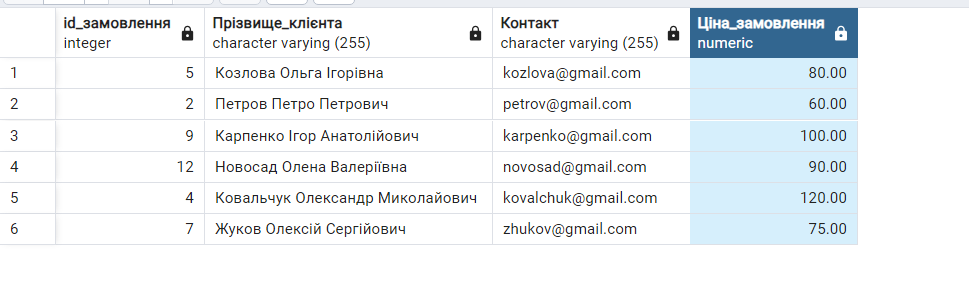 id_замовлення Прізвище_клієнта Контакт Ціна_замовлення
integer character varying (255) character varying (255) numeric
1 5 Козлова Ольга Ігорівна kozlova@gmail.com 80.00
2 2 Петров Петро Петрович petrov@gmail.com 60.00
3 9 Карпенко Ігор Анатолійович karpenko@gmail.com 100.00
4 12 Новосад Олена Валеріївна novosad@gmail.com 90.00
5 4 Ковальчук Олександр Миколайович kovalchuk@gmail.com 120.00
6 7 Жуков Олексій Сергійович zhukov@gmail.com 75.00